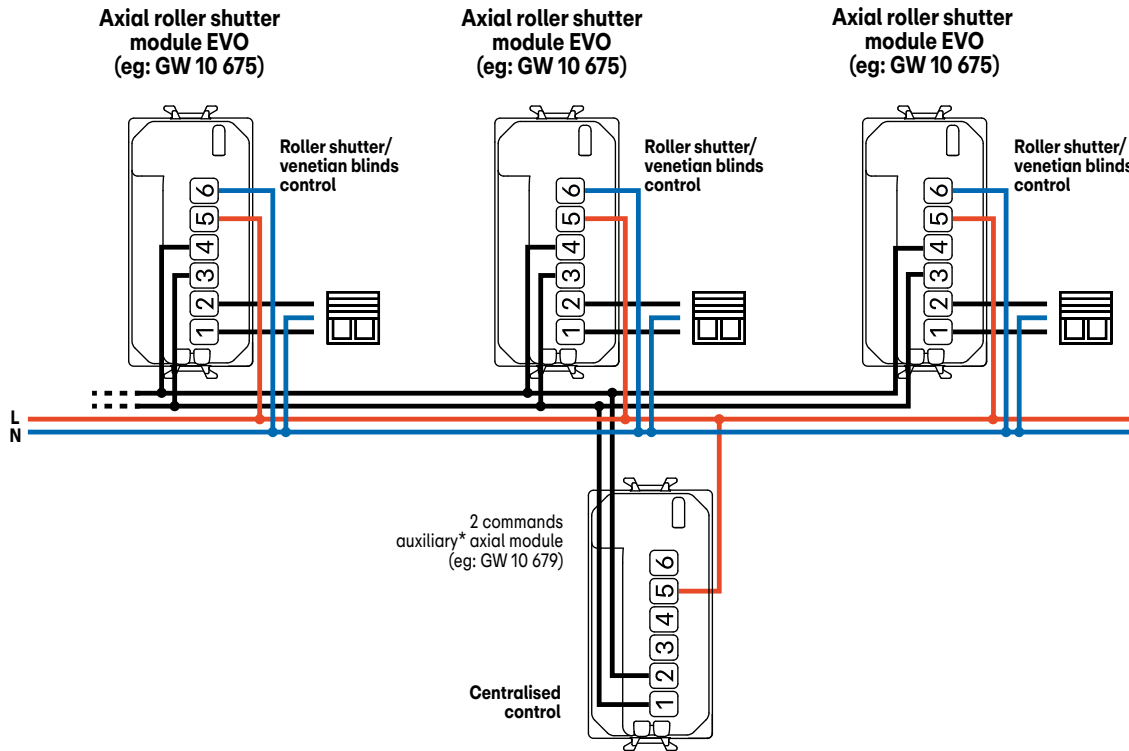 Axial roller shutter
module EVO
(eg: GW 10 675)
Axial roller shutter
module EVO
(eg: GW 10 675)
Axial roller shutter
module EVO
(eg: GW 10 675)
Roller shutter/
venetian blinds
control
6
5
4
3
2
1
Roller shutter/
venetian blinds
control
6
5
4
3
2
1
Roller shutter/
venetian blinds
control
6
5
4
3
2
1
L
N
2 commands
auxiliary* axial module
(eg: GW 10 679)
6
5
4
3
2
1
Centralised
control